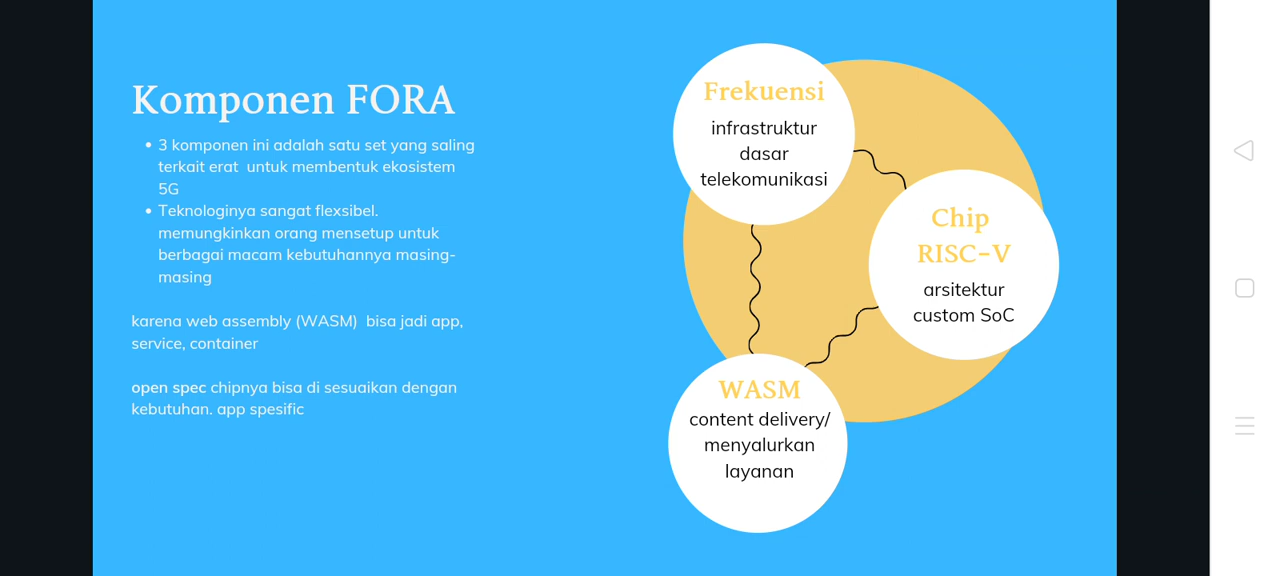 Komponen FORA
• 3 komponen ini adalah satu set yang saling
terkait erat untuk membentuk ekosistem
5G
• Teknologinya sangat flexsibel.
memungkinkan orang mensetup untuk
berbagai macam kebutuhannya masing-
masing
karena web assembly (WASM) bisa jadi app,
service, container
open spec chipnya bisa di sesuaikan dengan
kebutuhan. app spesific
Frekuensi
infrastruktur
dasar
telekomunikasi
Chip
RISC-V
arsitektur
custom SoC
WASM
content delivery/
menyalurkan
layanan